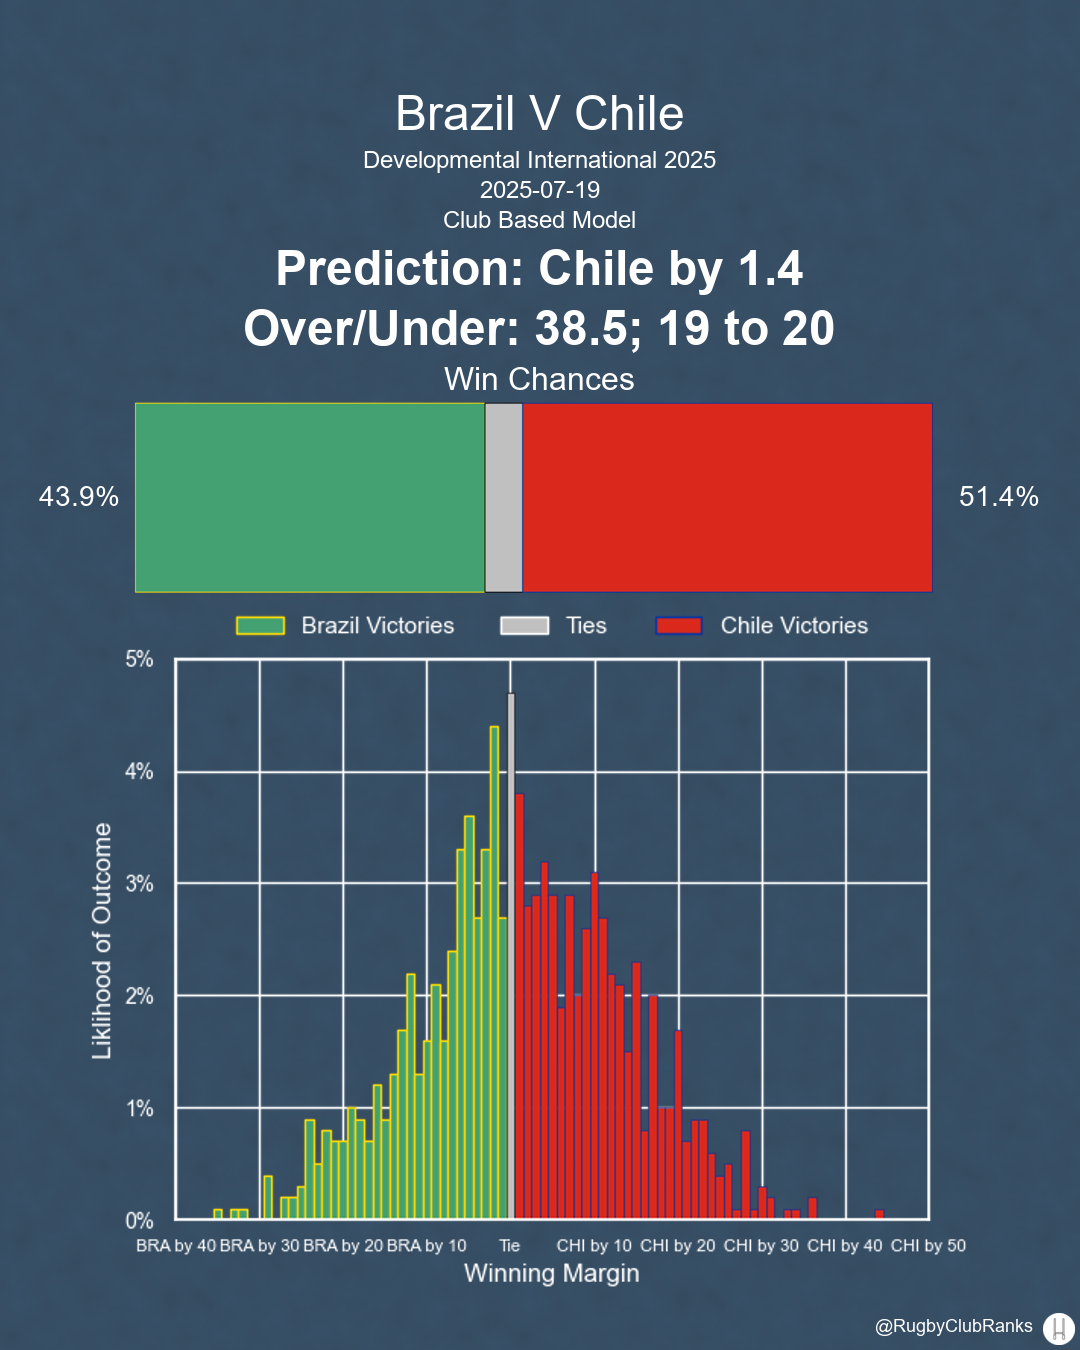 Brazil V Chile
Developmental International 2025
2025-07-19
Club Based Model
Prediction: Chile by 1.4
Over/Under: 38.5; 19 to 20
Win Chances
43.9%
51.4%
Brazil Victories Ties Chile Victories
5%
4%
3%
2%
1%
0%
Liklihood of Outcome
BRA by 40 BRA by 30 BRA by 20 BRA by 10 Tie CHI by 10 CHI by 20 CHI by 30 CHI by 40 CHI by 50
Winning Margin
@RugbyClubRanks